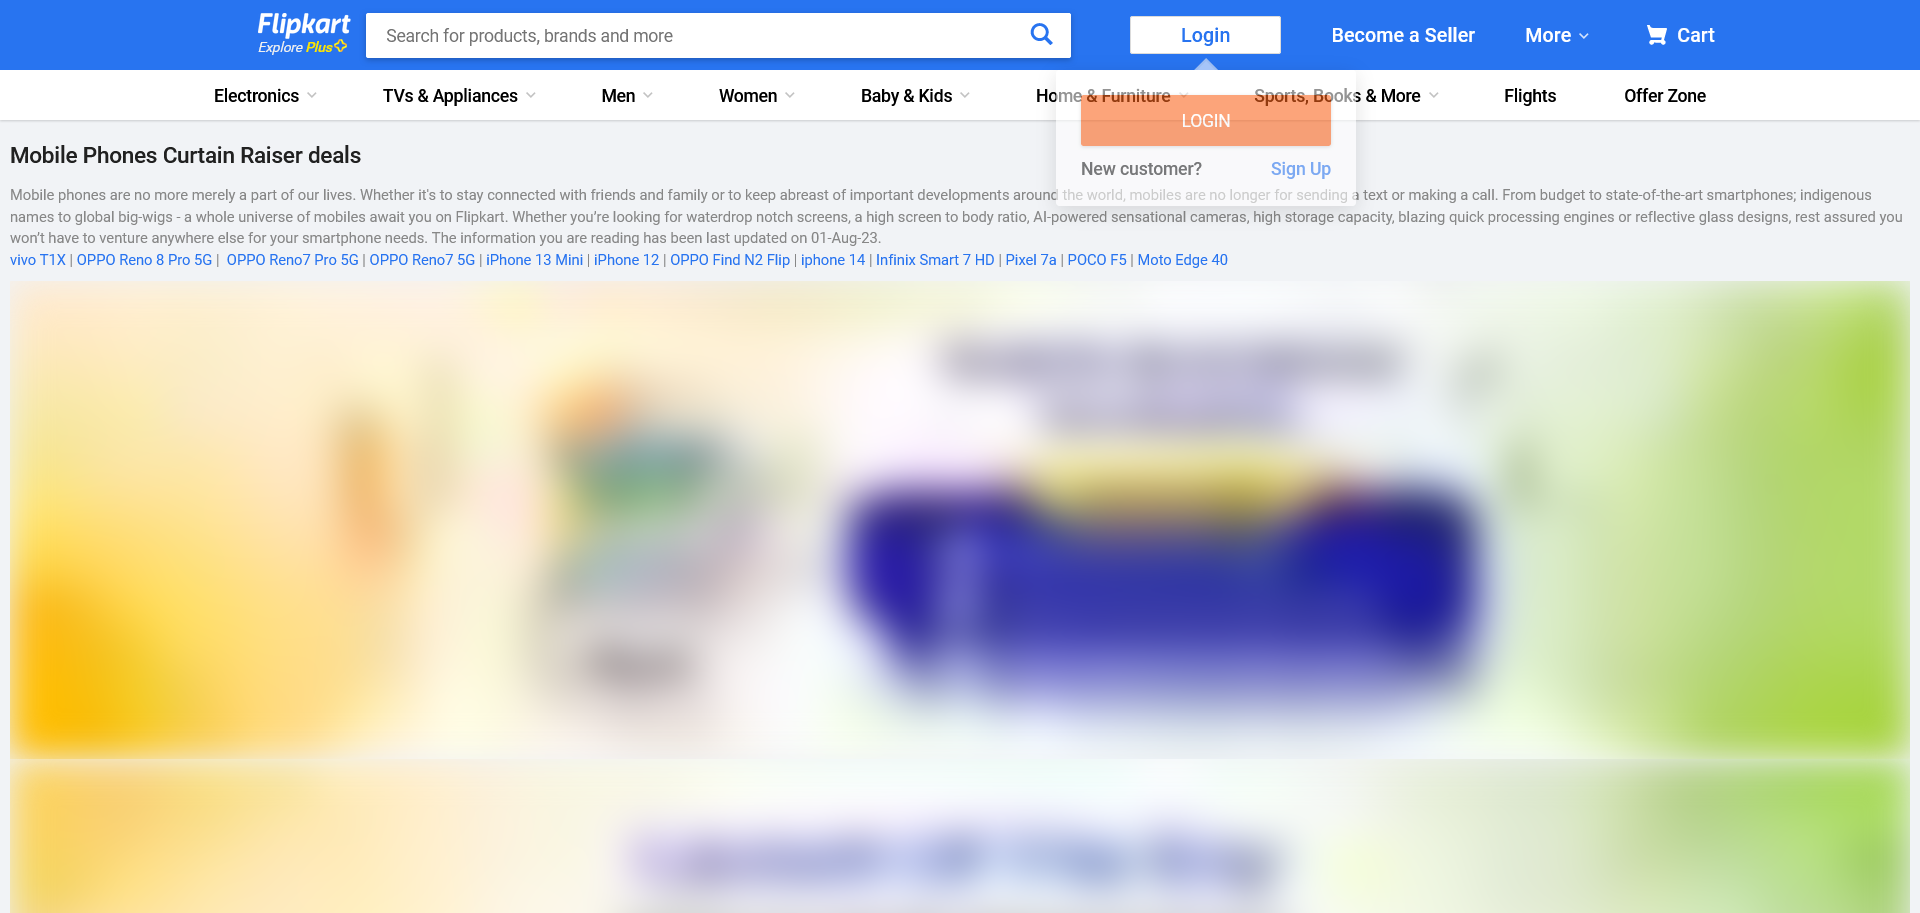 Flipkart
Explore Plus
Search for products, brands and more
Login
Become a Seller
More
Cart
Electronics
TVs & Appliances
Men
Women
Baby & Kids
Home & Furniture
Sports, Books & More
Flights
Offer Zone
LOGIN
New customer? Sign Up
Mobile Phones Curtain Raiser deals
Mobile phones are no more merely a part of our lives. Whether it's to stay connected with friends and family or to keep abreast of important developments around the world, mobiles are no longer for sending a text or making a call. From budget to state-of-the-art smartphones; indigenous
names to global big-wigs - a whole universe of mobiles await you on Flipkart. Whether you’re looking for waterdrop notch screens, a high screen to body ratio, AI-powered sensational cameras, high storage capacity, blazing quick processing engines or reflective glass designs, rest assured you
won’t have to venture anywhere else for your smartphone needs. The information you are reading has been last updated on 01-Aug-23.
vivo T1X | OPPO Reno 8 Pro 5G | OPPO Reno7 Pro 5G | OPPO Reno7 5G | iPhone 13 Mini | iPhone 12 | OPPO Find N2 Flip | iphone 14 | Infinix Smart 7 HD | Pixel 7a | POCO F5 | Moto Edge 40